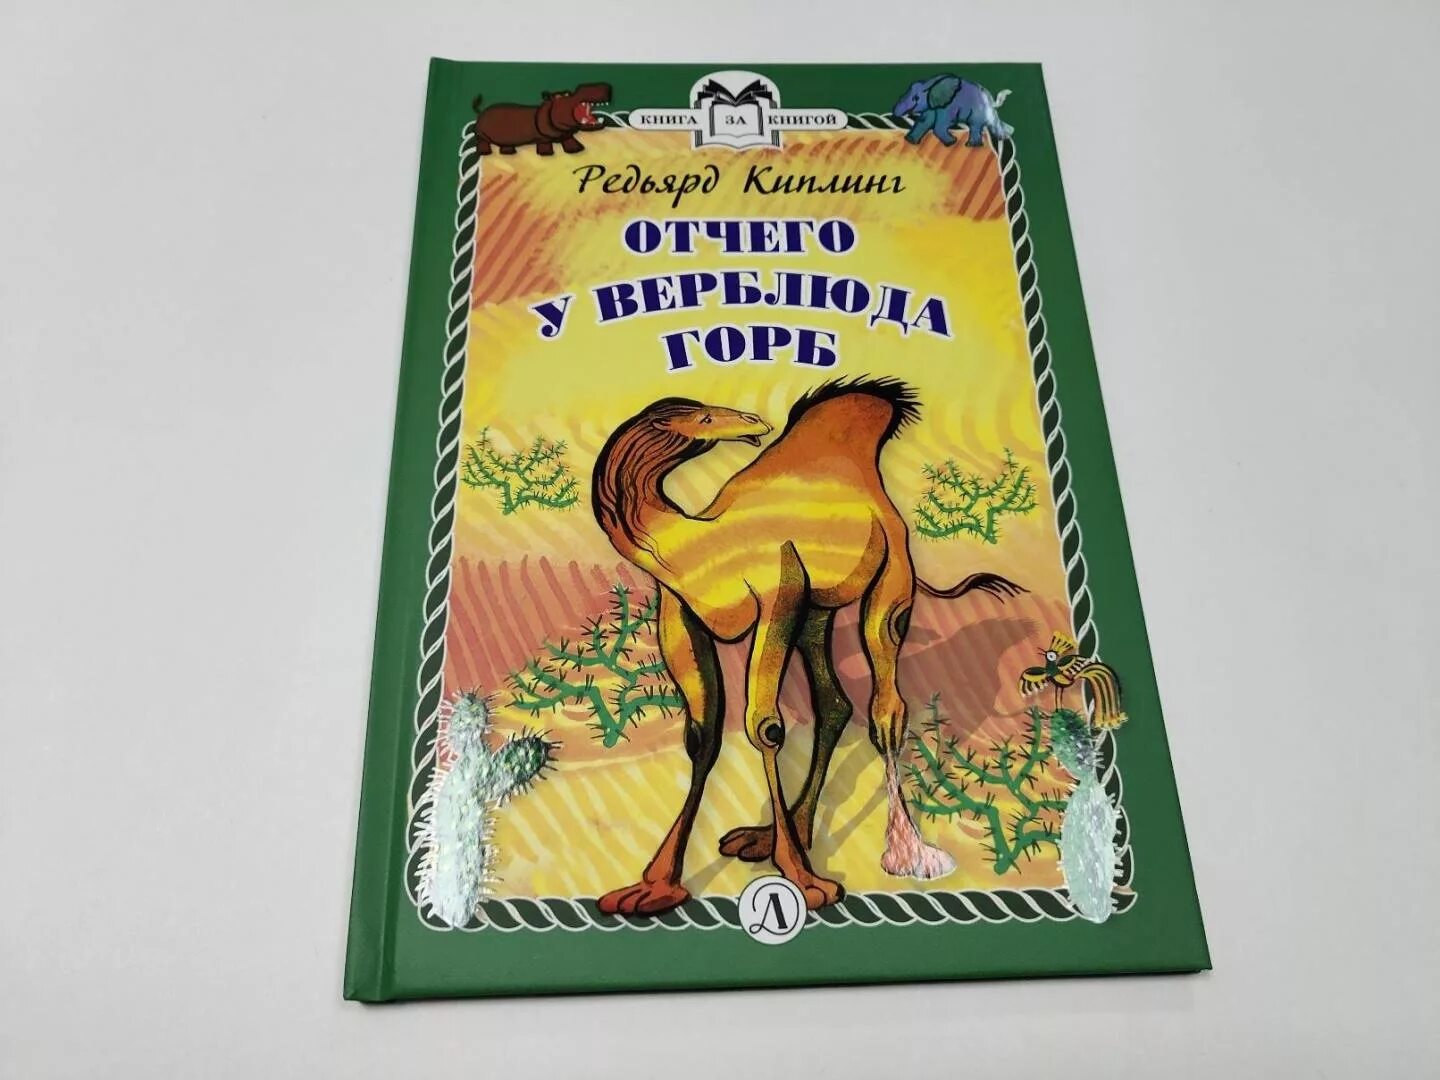 КНИГА ЗА КНИГОЙ
Редьярд Киплинг
ОТЧЕГО
У ВЕРБЛЮДА
ГОРБ
Л